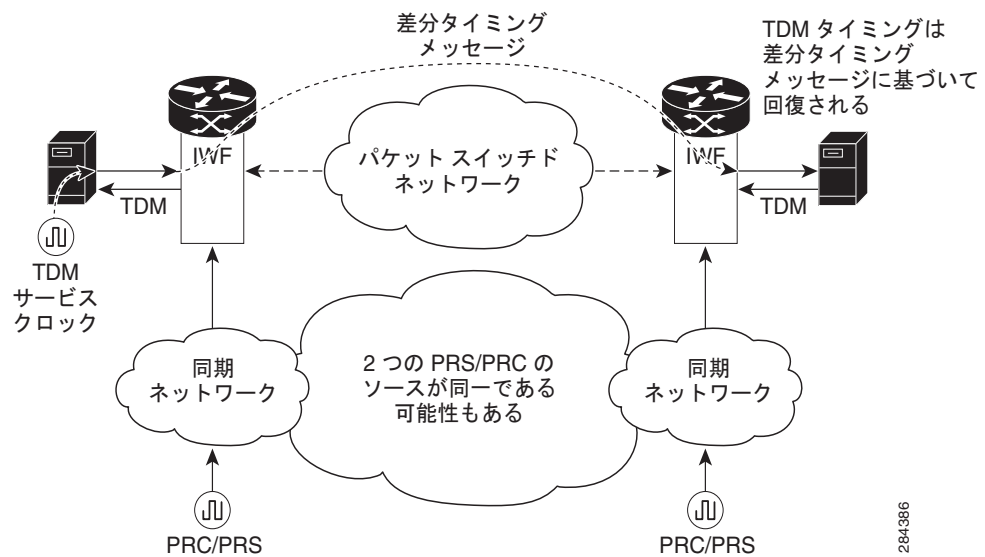 差分タイミング
メッセージ
TDM タイミングは
差分タイミング
メッセージに基づいて
回復される
IWF
パケット スイッチド
ネットワーク
IWF
TDM
TDM
TDM
サービス
クロック
同期
ネットワーク
2 つの PRS/PRC の
ソースが同一である
可能性もある
同期
ネットワーク
PRC/PRS
PRC/PRS
284386